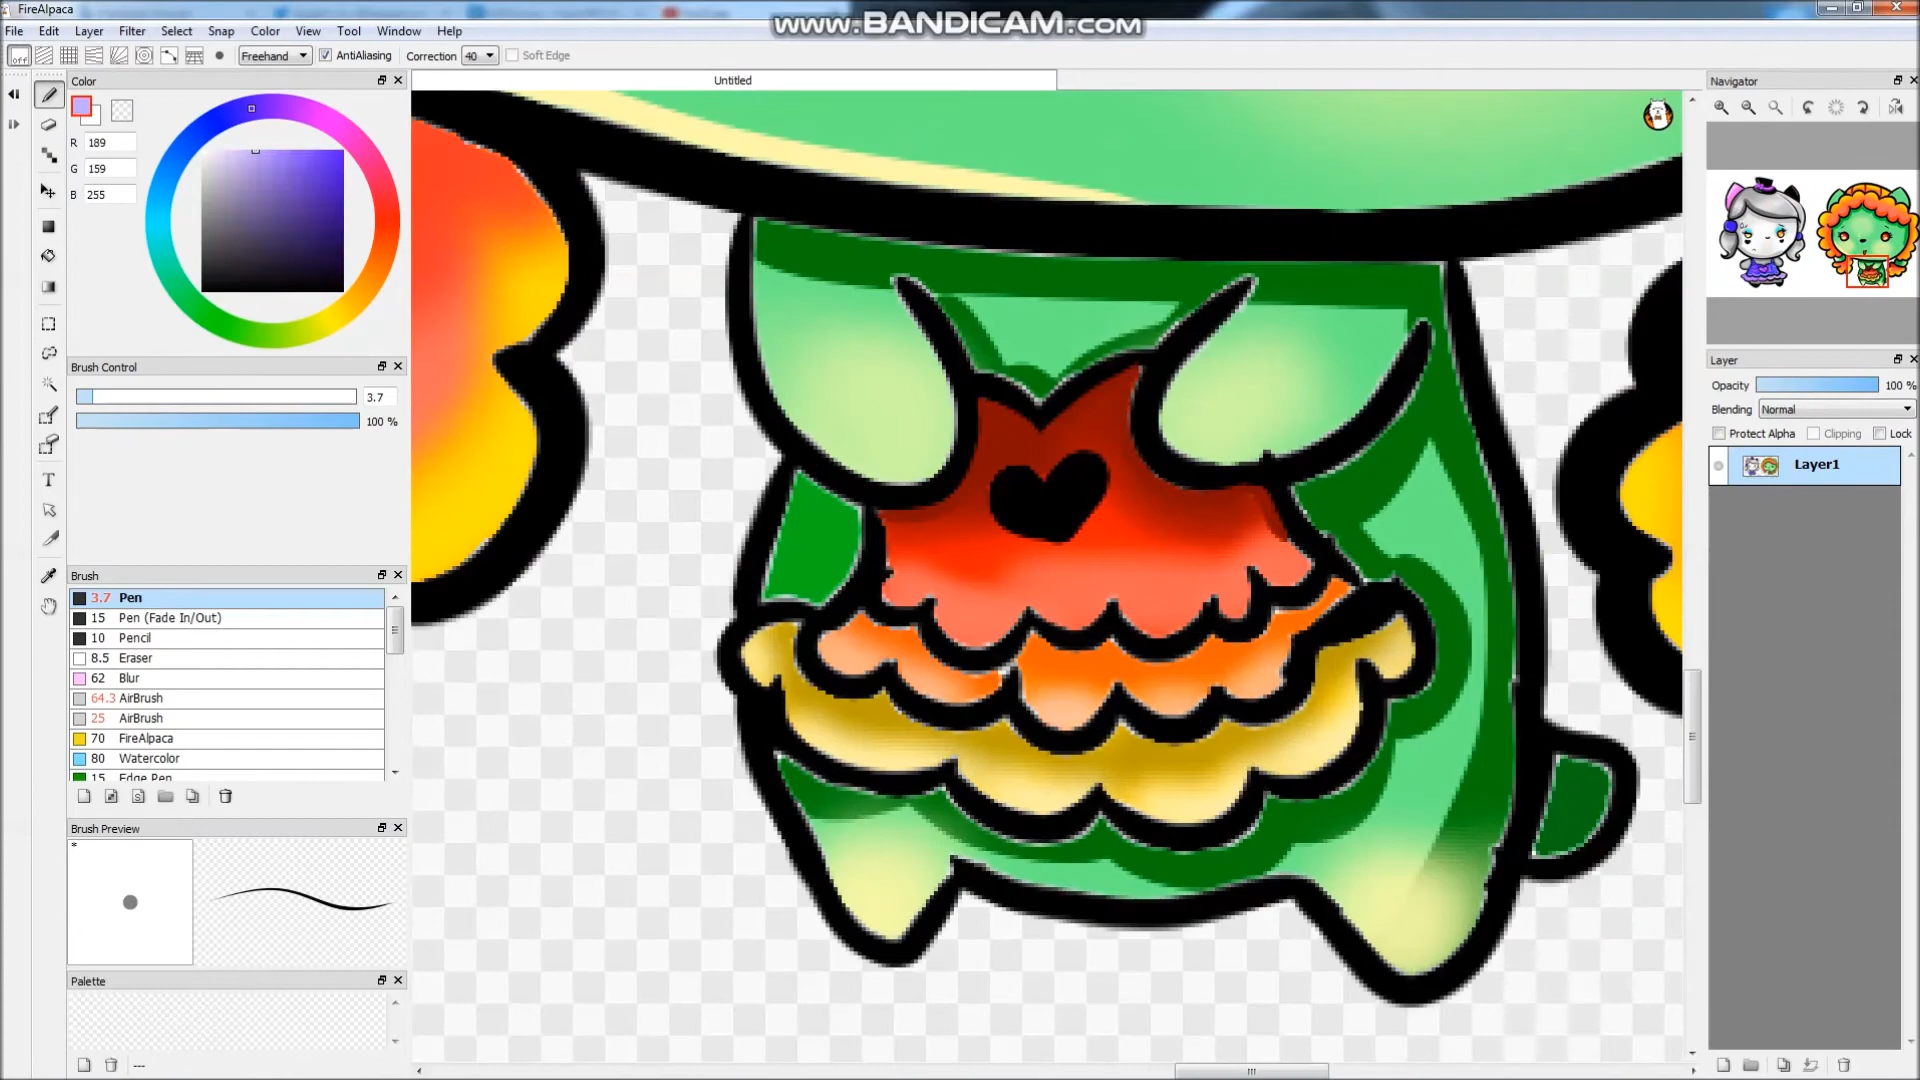 FireAlpaca
www.BANDICAM.com
File Edit Layer Filter Select Snap Color View Tool Window Help
off Freehand AntiAliasing Correction 40 Soft Edge
Color
Untitled
Navigator
R 189
G 159
B 255
Brush Control
3.7
100 %
Layer
Opacity 100 %
Blending Normal
Protect Alpha Clipping Lock
Layer1
Brush
3.7 Pen
15 Pen (Fade In/Out)
10 Pencil
8.5 Eraser
62 Blur
64.3 AirBrush
25 AirBrush
70 FireAlpaca
80 Watercolor
15 Edge Pen
Brush Preview
*
Palette
---